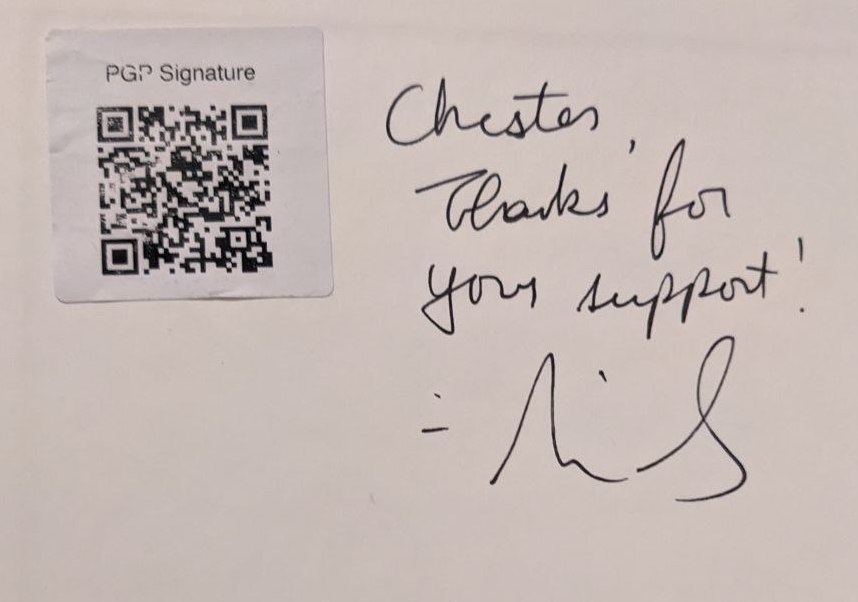 PGP Signature
Chester,
Thanks for
your support!